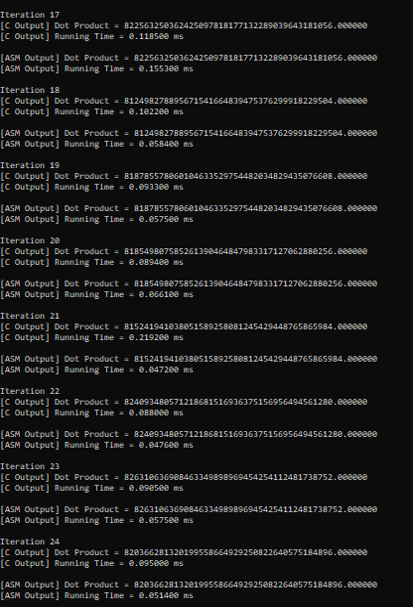 Iteration 17
[C Output] Dot Product = 82256325036242509781817713228903964318​1056.000000
[C Output] Running Time = 0.118500 ms
[ASM Output] Dot Product = 822563250362425097818177132289039643181056.000000
[ASM Output] Running Time = 0.155300 ms
Iteration 18
[C Output] Dot Product = 812498278895671541664839475376299918229504.000000
[C Output] Running Time = 0.102200 ms
[ASM Output] Dot Product = 812498278895671541664839475376299918229504.000000
[ASM Output] Running Time = 0.058400 ms
Iteration 19
[C Output] Dot Product = 818785578060104633529754482034829435076608.000000
[C Output] Running Time = 0.093300 ms
[ASM Output] Dot Product = 818785578060104633529754482034829435076608.000000
[ASM Output] Running Time = 0.057500 ms
Iteration 20
[C Output] Dot Product = 818549807585261390464847983317127062880256.000000
[C Output] Running Time = 0.089400 ms
[ASM Output] Dot Product = 818549807585261390464847983317127062880256.000000
[ASM Output] Running Time = 0.066100 ms
Iteration 21
[C Output] Dot Product = 815241941038051589258081245429448765865984.000000
[C Output] Running Time = 0.219200 ms
[ASM Output] Dot Product = 815241941038051589258081245429448765865984.000000
[ASM Output] Running Time = 0.047200 ms
Iteration 22
[C Output] Dot Product = 824093480571218681516936375156956494561280.000000
[C Output] Running Time = 0.088000 ms
[ASM Output] Dot Product = 824093480571218681516936375156956494561280.000000
[ASM Output] Running Time = 0.047600 ms
Iteration 23
[C Output] Dot Product = 826310636908463349898969454254112481738752.000000
[C Output] Running Time = 0.090500 ms
[ASM Output] Dot Product = 826310636908463349898969454254112481738752.000000
[ASM Output] Running Time = 0.057500 ms
Iteration 24
[C Output] Dot Product = 820366281320199558664929250822640575184896.000000
[C Output] Running Time = 0.095000 ms
[ASM Output] Dot Product = 820366281320199558664929250822640575184896.000000
[ASM Output] Running Time = 0.051400 ms